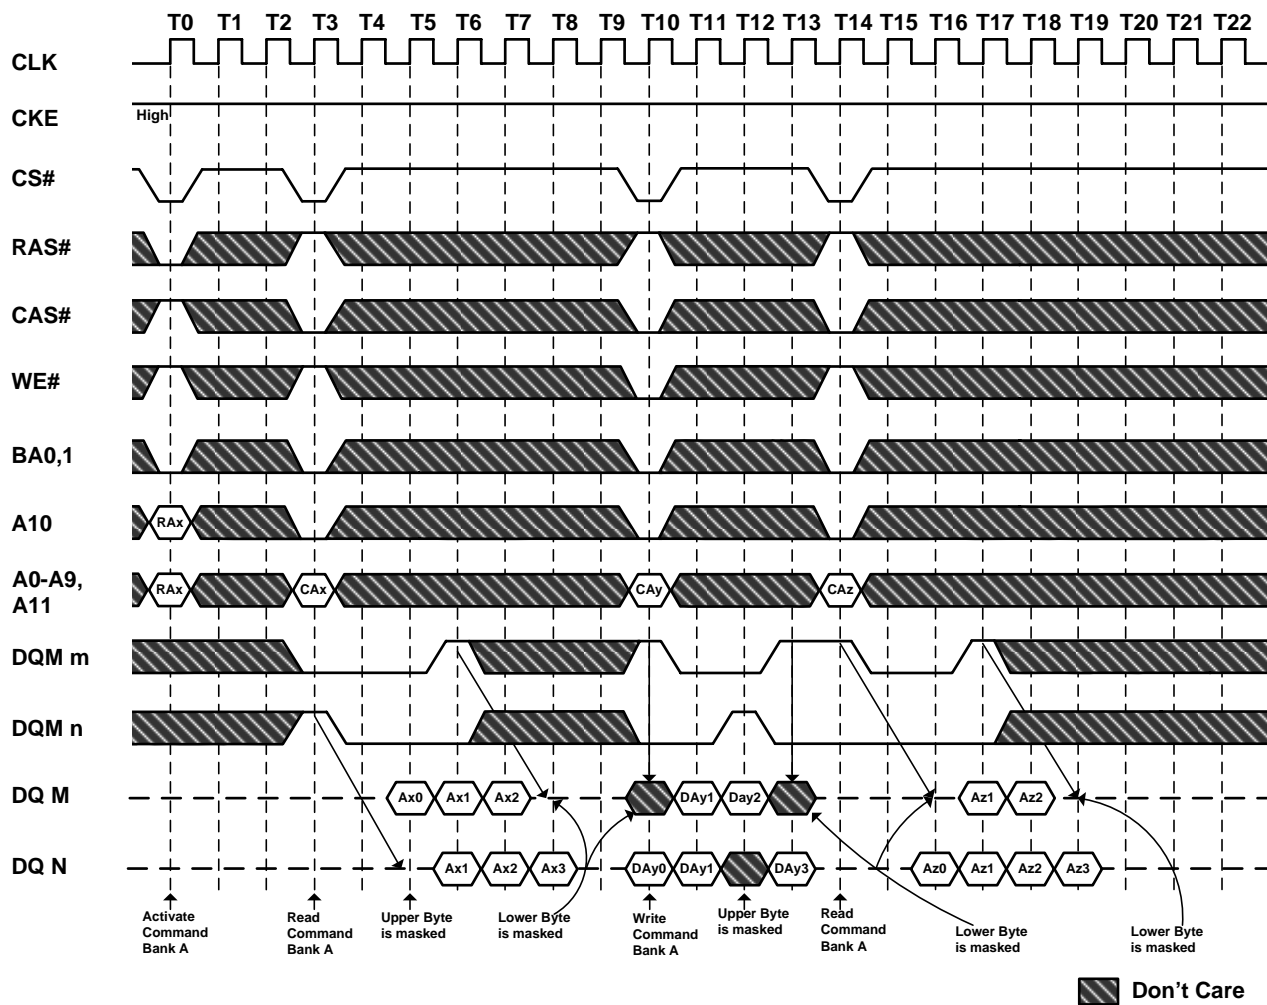 T0 T1 T2 T3 T4 T5 T6 T7 T8 T9 T10 T11 T12 T13 T14 T15 T16 T17 T18 T19 T20 T21 T22
CLK
CKE
High
CS#
RAS#
CAS#
WE#
BA0,1
A10
RAx
A0-A9,
A11
RAx CAx CAy CAz
DQM m
DQM n
DQ M
Ax0 Ax1 Ax2 DAy1 Day2 Az1 Az2
DQ N
Ax1 Ax2 Ax3 DAy0 DAy1 DAy3 Az0 Az1 Az2 Az3
Activate
Command
Bank A
Read
Command
Bank A
Upper Byte
is masked
Lower Byte
is masked
Write
Command
Bank A
Upper Byte
is masked
Read
Command
Bank A
Lower Byte
is masked
Lower Byte
is masked
Don't Care